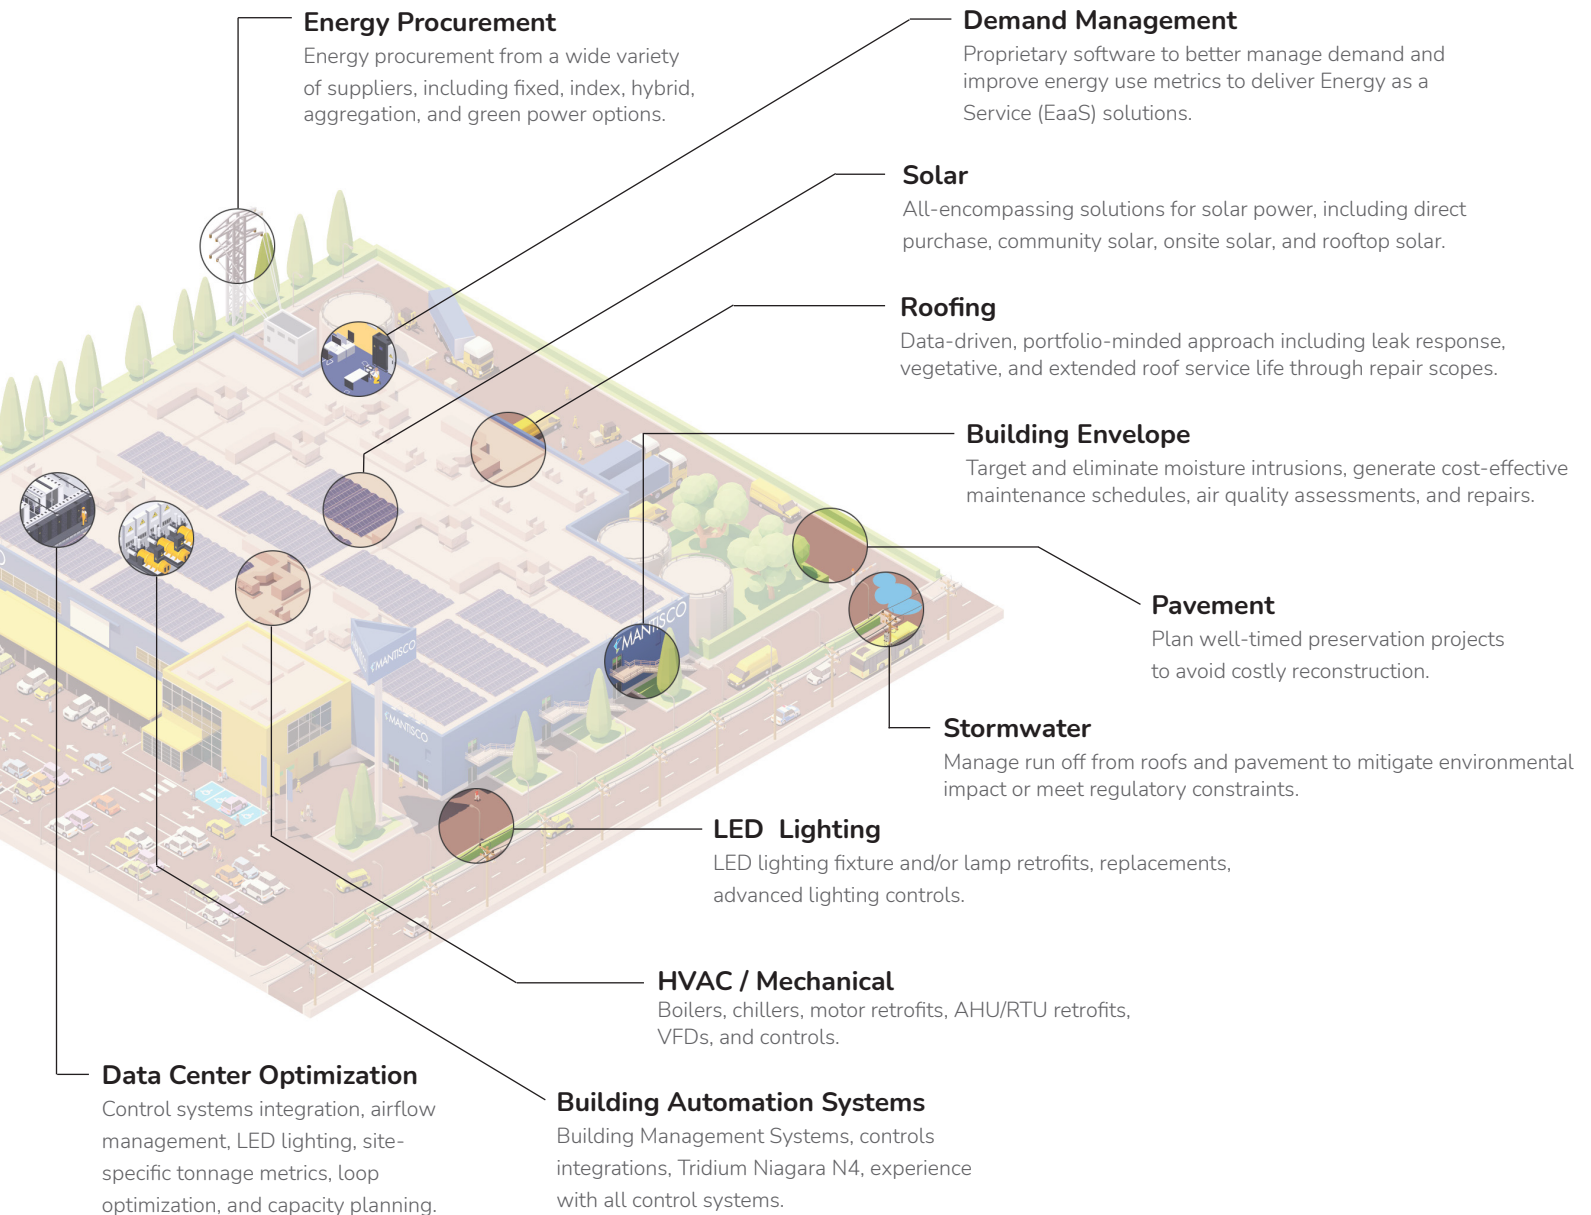 Energy Procurement
Energy procurement from a wide variety
of suppliers, including fixed, index, hybrid,
aggregation, and green power options.
Demand Management
Proprietary software to better manage demand and
improve energy use metrics to deliver Energy as a
Service (EaaS) solutions.
Solar
All-encompassing solutions for solar power, including direct
purchase, community solar, onsite solar, and rooftop solar.
Roofing
Data-driven, portfolio-minded approach including leak response,
vegetative, and extended roof service life through repair scopes.
Building Envelope
Target and eliminate moisture intrusions, generate cost-effective
maintenance schedules, air quality assessments, and repairs.
Pavement
Plan well-timed preservation projects
to avoid costly reconstruction.
MANTISCO
MANTISCO
MANTISCO
Stormwater
Manage run off from roofs and pavement to mitigate environmental
impact or meet regulatory constraints.
LED Lighting
LED lighting fixture and/or lamp retrofits, replacements,
advanced lighting controls.
HVAC / Mechanical
Boilers, chillers, motor retrofits, AHU/RTU retrofits,
VFDs, and controls.
Data Center Optimization
Control systems integration, airflow
management, LED lighting, site-
specific tonnage metrics, loop
optimization, and capacity planning.
Building Automation Systems
Building Management Systems, controls
integrations, Tridium Niagara N4, experience
with all control systems.